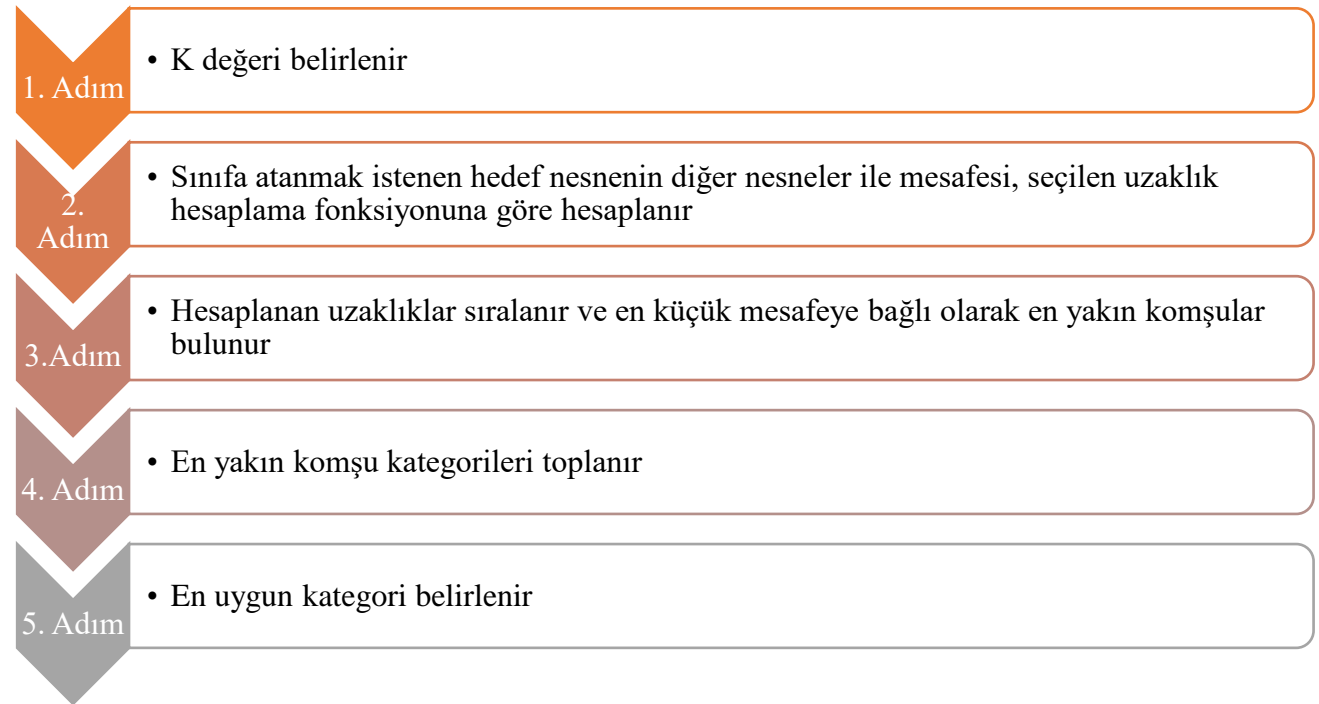 1. Adım
• K değeri belirlenir
2.
Adım
• Sınıfa atanmak istenen hedef nesnenin diğer nesneler ile mesafesi, seçilen uzaklık
hesaplama fonksiyonuna göre hesaplanır
3.Adım
• Hesaplanan uzaklıklar sıralanır ve en küçük mesafeye bağlı olarak en yakın komşular
bulunur
4. Adım
• En yakın komşu kategorileri toplanır
5. Adım
• En uygun kategori belirlenir